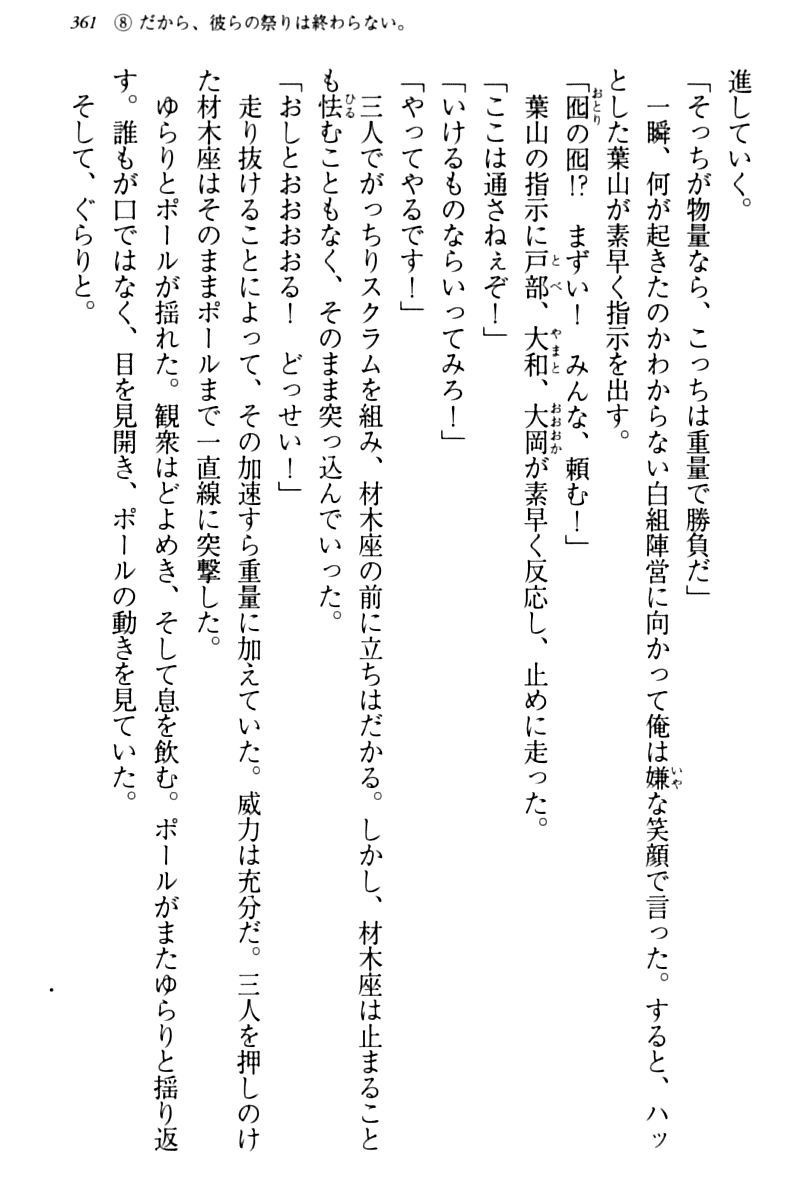 361 ⑧ だから、彼らの祭りは終わらない。
進していく。
「そっちが物量なら、こっちは重量で勝負だ」
一瞬、何が起きたのかわからない白組陣営に向かって俺は嫌な笑顔で言った。すると、ハッ
とした葉山が素早く指示を出す。
「囮の囮!?　まずい！　みんな、頼む！」
葉山の指示に戸部、大和、大岡が素早く反応し、止めに走った。
「ここは通さねぇぞ！」
「いけるものならいってみろ！」
「やってやるです！」
三人でがっちりスクラムを組み、材木座の前に立ちはだかる。しかし、材木座は止まること
も怯むこともなく、そのまま突っ込んでいった。
「おしとおおおおる！　どっせい！」
走り抜けることによって、その加速すら重量に加えていた。威力は充分だ。三人を押しのけ
た材木座はそのままポールまで一直線に突撃した。
ゆらりとポールが揺れた。観衆はどよめき、そして息を飲む。ポールがまたゆらりと揺り返
す。誰もが口ではなく、目を見開き、ポールの動きを見ていた。
そして、ぐらりと。